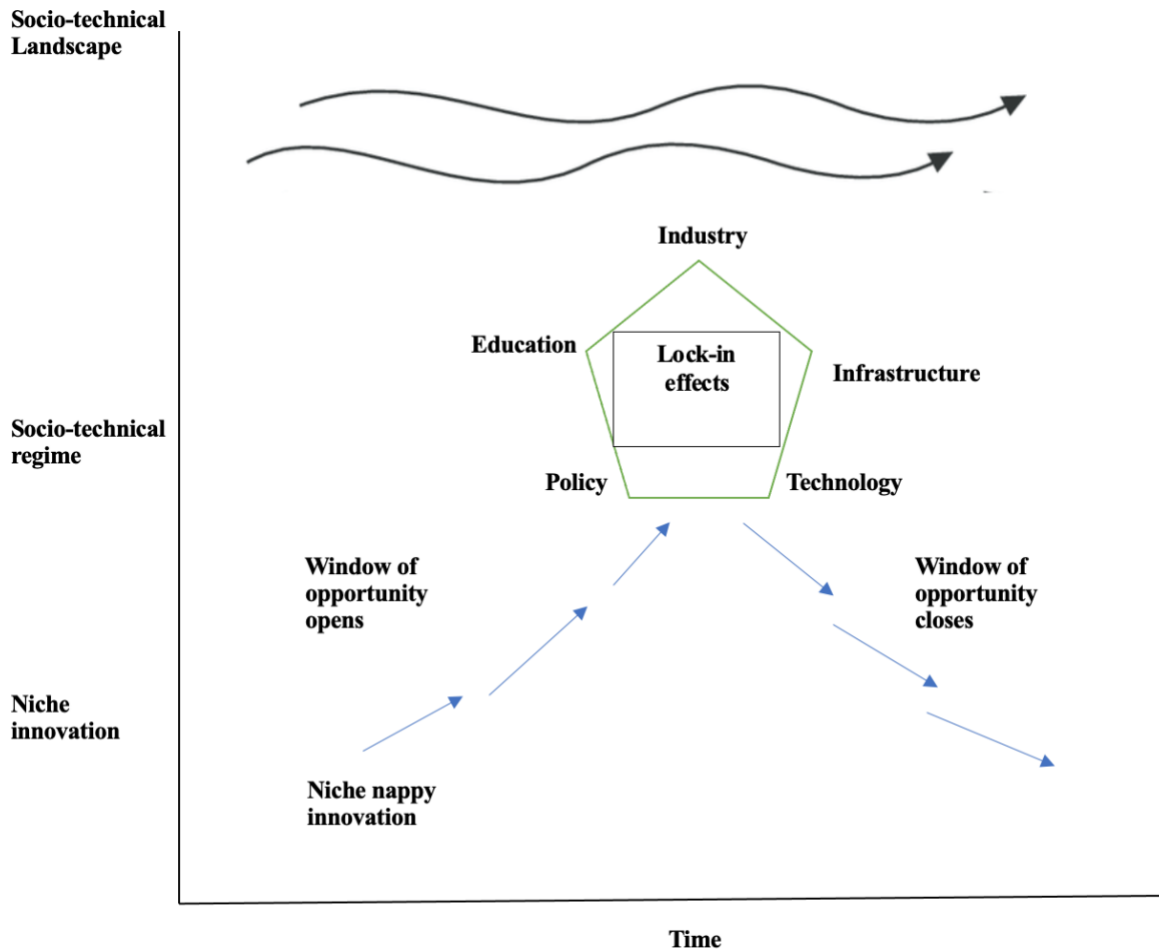 Socio-technical
Landscape
Industry
Education
Lock-in
effects
Infrastructure
Socio-technical
regime
Policy
Technology
Window of
opportunity
opens
Window of
opportunity
closes
Niche
innovation
Niche nappy
innovation
Time